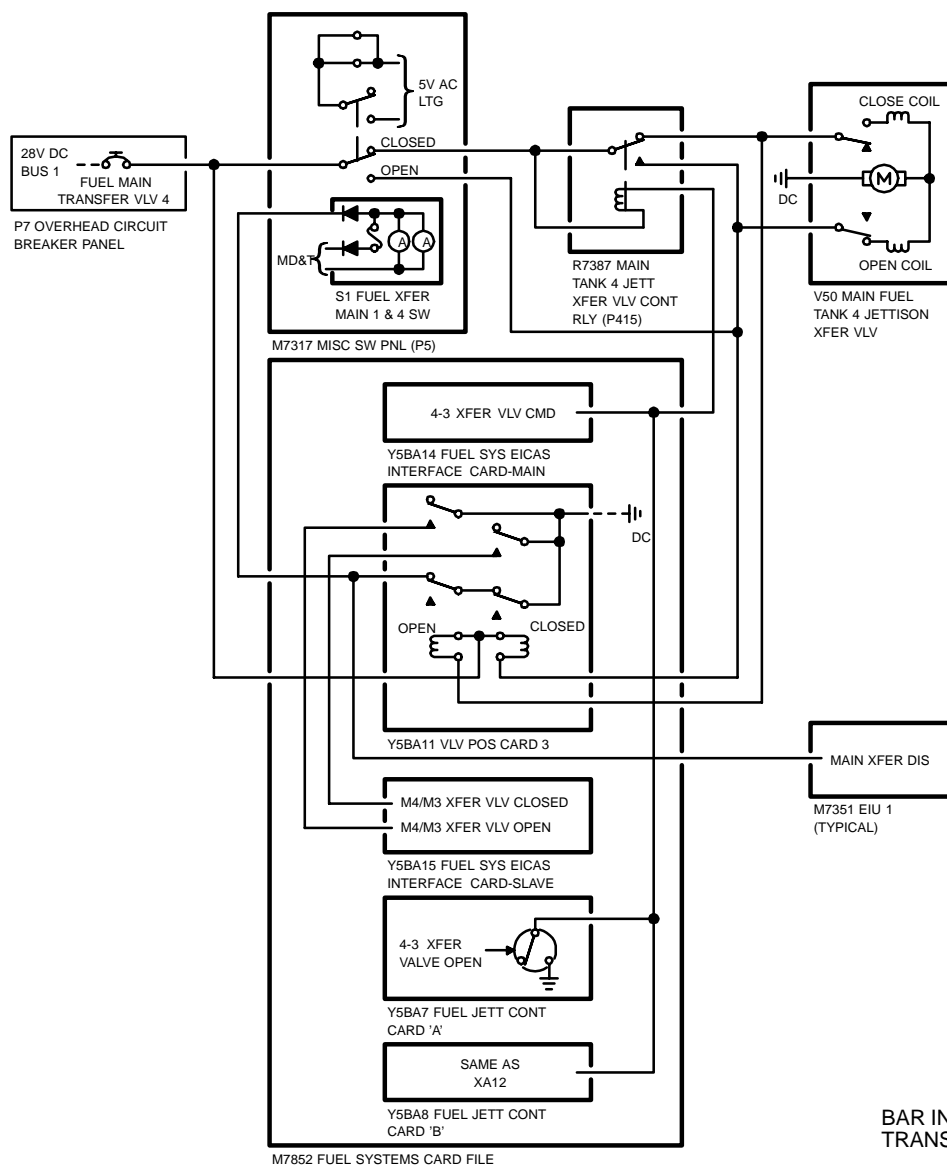 5V AC
LTG
28V DC
BUS 1
FUEL MAIN
TRANSFER VLV 4
P7 OVERHEAD CIRCUIT
BREAKER PANEL
CLOSED
OPEN
MD&T
A
A
S1 FUEL XFER
MAIN 1 & 4 SW
M7317 MISC SW PNL (P5)
R7387 MAIN
TANK 4 JETT
XFER VLV CONT
RLY (P415)
CLOSE COIL
M
DC
OPEN COIL
V50 MAIN FUEL
TANK 4 JETTISON
XFER VLV
4-3 XFER VLV CMD
Y5BA14 FUEL SYS EICAS
INTERFACE CARD-MAIN
DC
OPEN
CLOSED
Y5BA11 VLV POS CARD 3
MAIN XFER DIS
M7351 EIU 1
(TYPICAL)
M4/M3 XFER VLV CLOSED
M4/M3 XFER VLV OPEN
Y5BA15 FUEL SYS EICAS
INTERFACE CARD-SLAVE
4-3 XFER
VALVE OPEN
Y5BA7 FUEL JETT CONT
CARD 'A'
SAME AS
XA12
Y5BA8 FUEL JETT CONT
CARD 'B'
M7852 FUEL SYSTEMS CARD FILE
BAR IN
TRANS